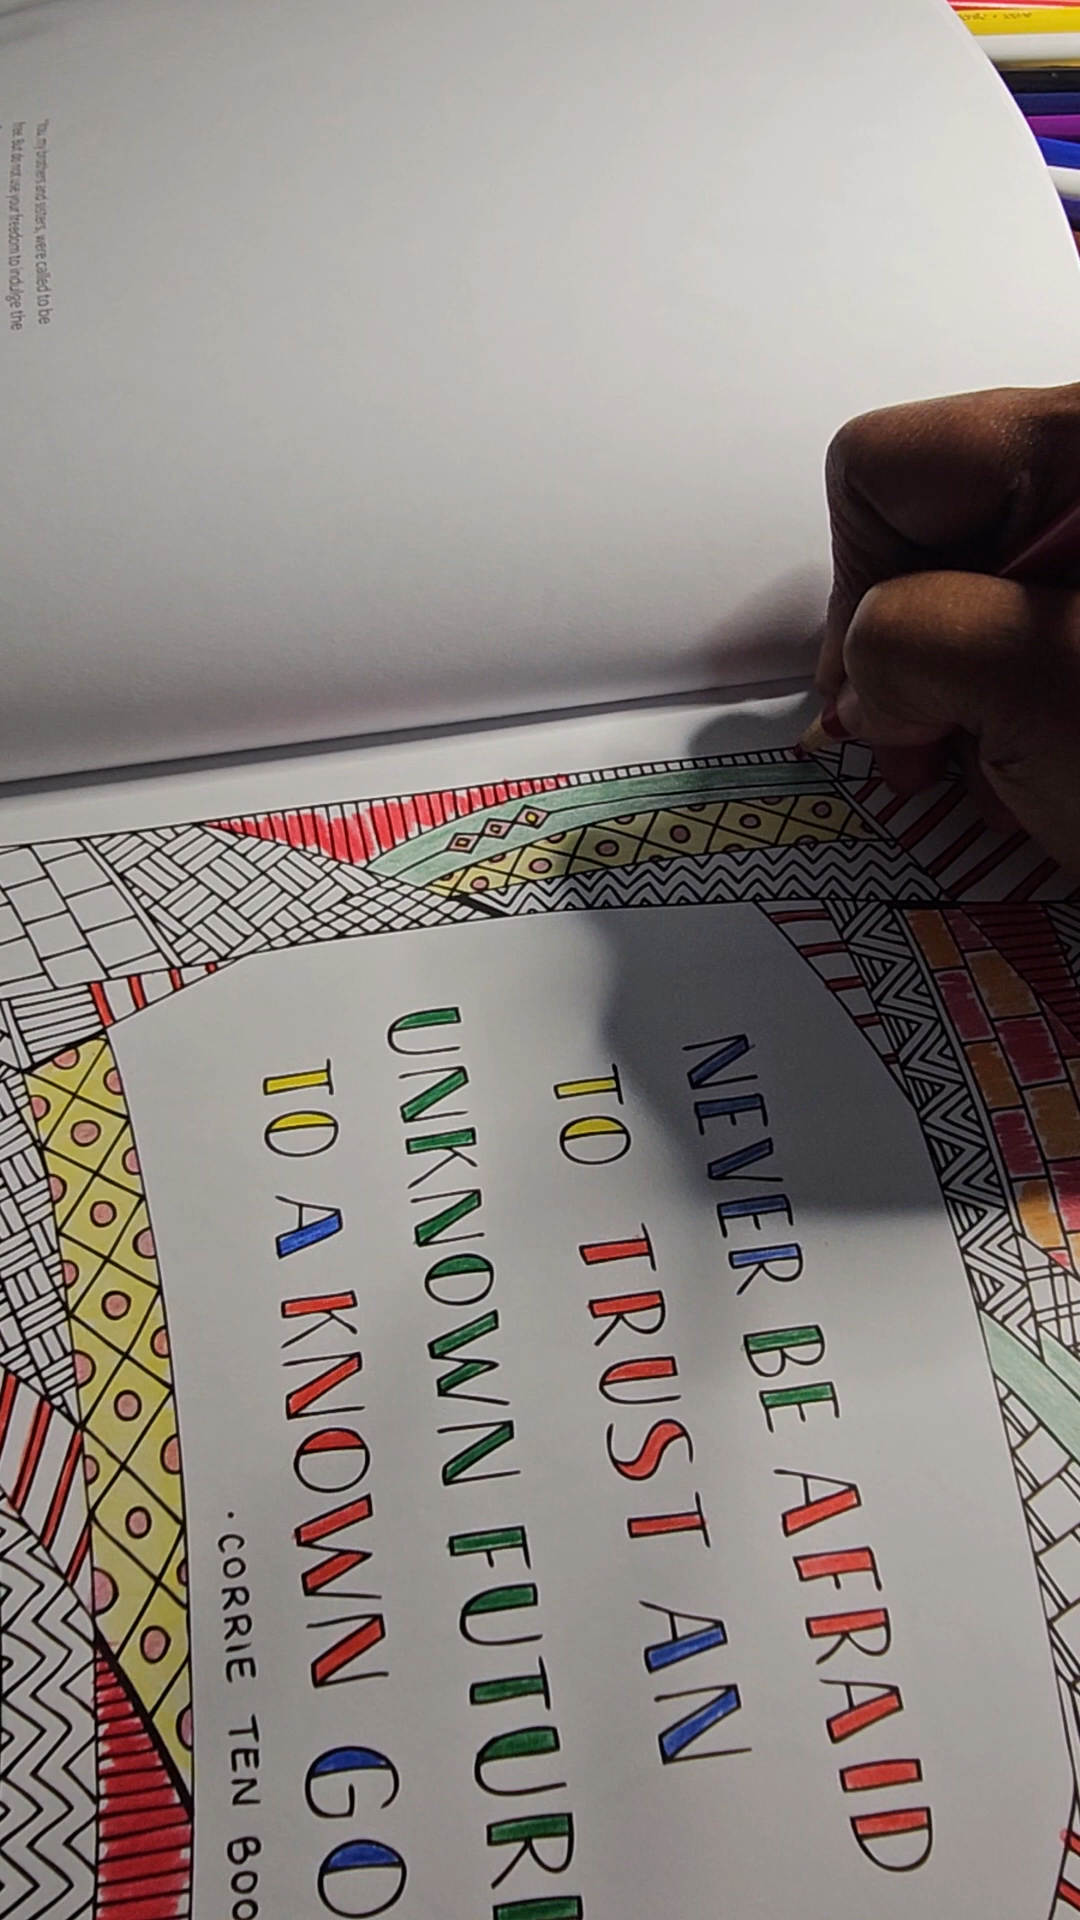 "You, my brothers and sisters, were called to be
free. But do not use your freedom to indulge the
NEVER BE AFRAID
TO TRUST AN
UNKNOWN FUTURE
TO A KNOWN GO
·CORRIE TEN BOO